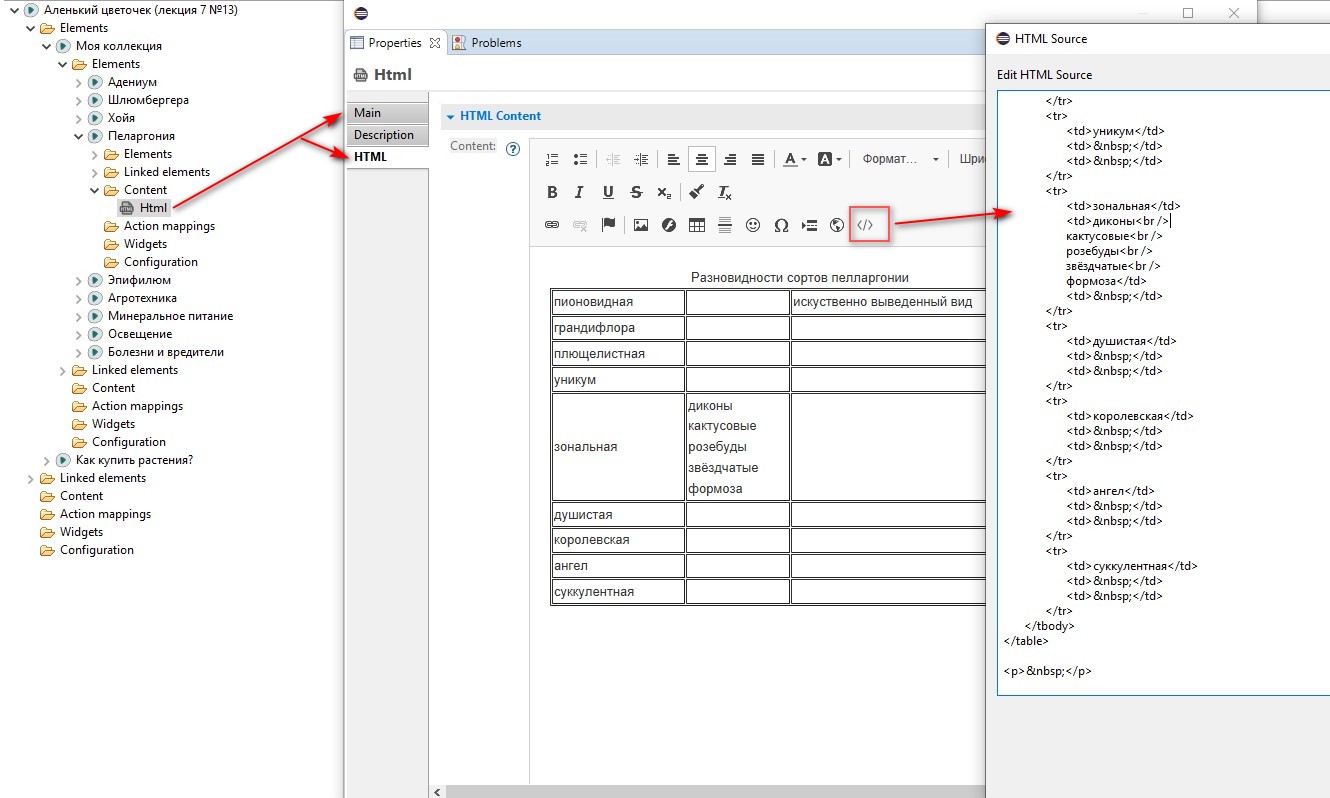 Аленький цветочек (лекция 7 №13)
Elements
Моя коллекция
Elements
Адениум
Шлюмбергера
Хойя
Пеларгония
Elements
Linked elements
Content
Html
Action mappings
Widgets
Configuration
Эпифилюм
Агротехника
Минеральное питание
Освещение
Болезни и вредители
Linked elements
Content
Action mappings
Widgets
Configuration
Как купить растения?
Linked elements
Content
Action mappings
Widgets
Configuration
Properties
Problems
Html
Main
Description
HTML
HTML Content
Content:
Формат...
Шри
B I U S x₂ Tx
Разновидности сортов пелларгонии
пионовидная искуственно выведенный вид
грандифлора
плющелистная
уникум
зональная
диконы
кактусовые
розебуды
звёздчатые
формоза
душистая
королевская
ангел
суккулентная
HTML Source
Edit HTML Source
</tr>
<tr>
<td>уникум</td>
<td>&nbsp;</td>
<td>&nbsp;</td>
</tr>
<tr>
<td>зональная</td>
<td>диконы<br />
кактусовые<br />
розебуды<br />
звёздчатые<br />
формоза</td>
<td>&nbsp;</td>
</tr>
<tr>
<td>душистая</td>
<td>&nbsp;</td>
<td>&nbsp;</td>
</tr>
<tr>
<td>королевская</td>
<td>&nbsp;</td>
<td>&nbsp;</td>
</tr>
<tr>
<td>ангел</td>
<td>&nbsp;</td>
<td>&nbsp;</td>
</tr>
<tr>
<td>суккулентная</td>
<td>&nbsp;</td>
<td>&nbsp;</td>
</tr>
</tbody>
</table>
<p>&nbsp;</p>